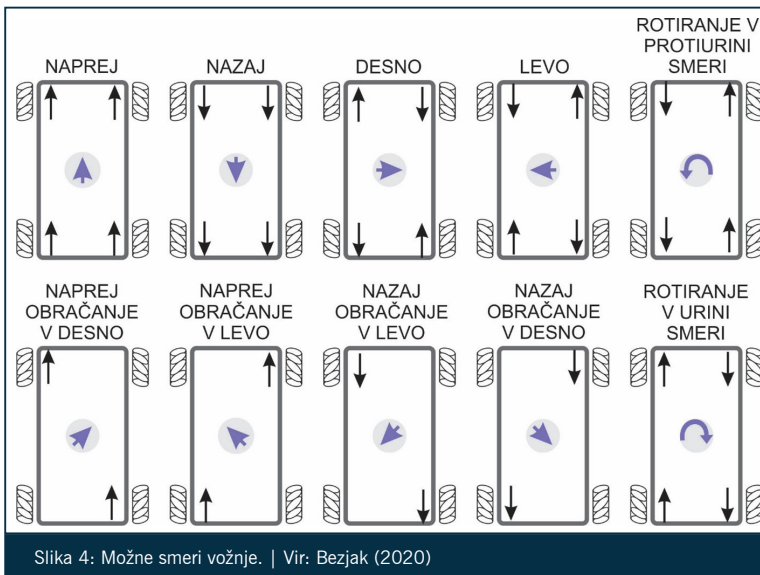 NAPREJ
NAZAJ
DESNO
LEVO
ROTIRANJE V
PROTIURINI
SMERI
NAPREJ
OBRAČANJE
V DESNO
NAPREJ
OBRAČANJE
V LEVO
NAZAJ
OBRAČANJE
V LEVO
NAZAJ
OBRAČANJE
V DESNO
ROTIRANJE
V URINI
SMERI
Slika 4: Možne smeri vožnje. | Vir: Bezjak (2020)